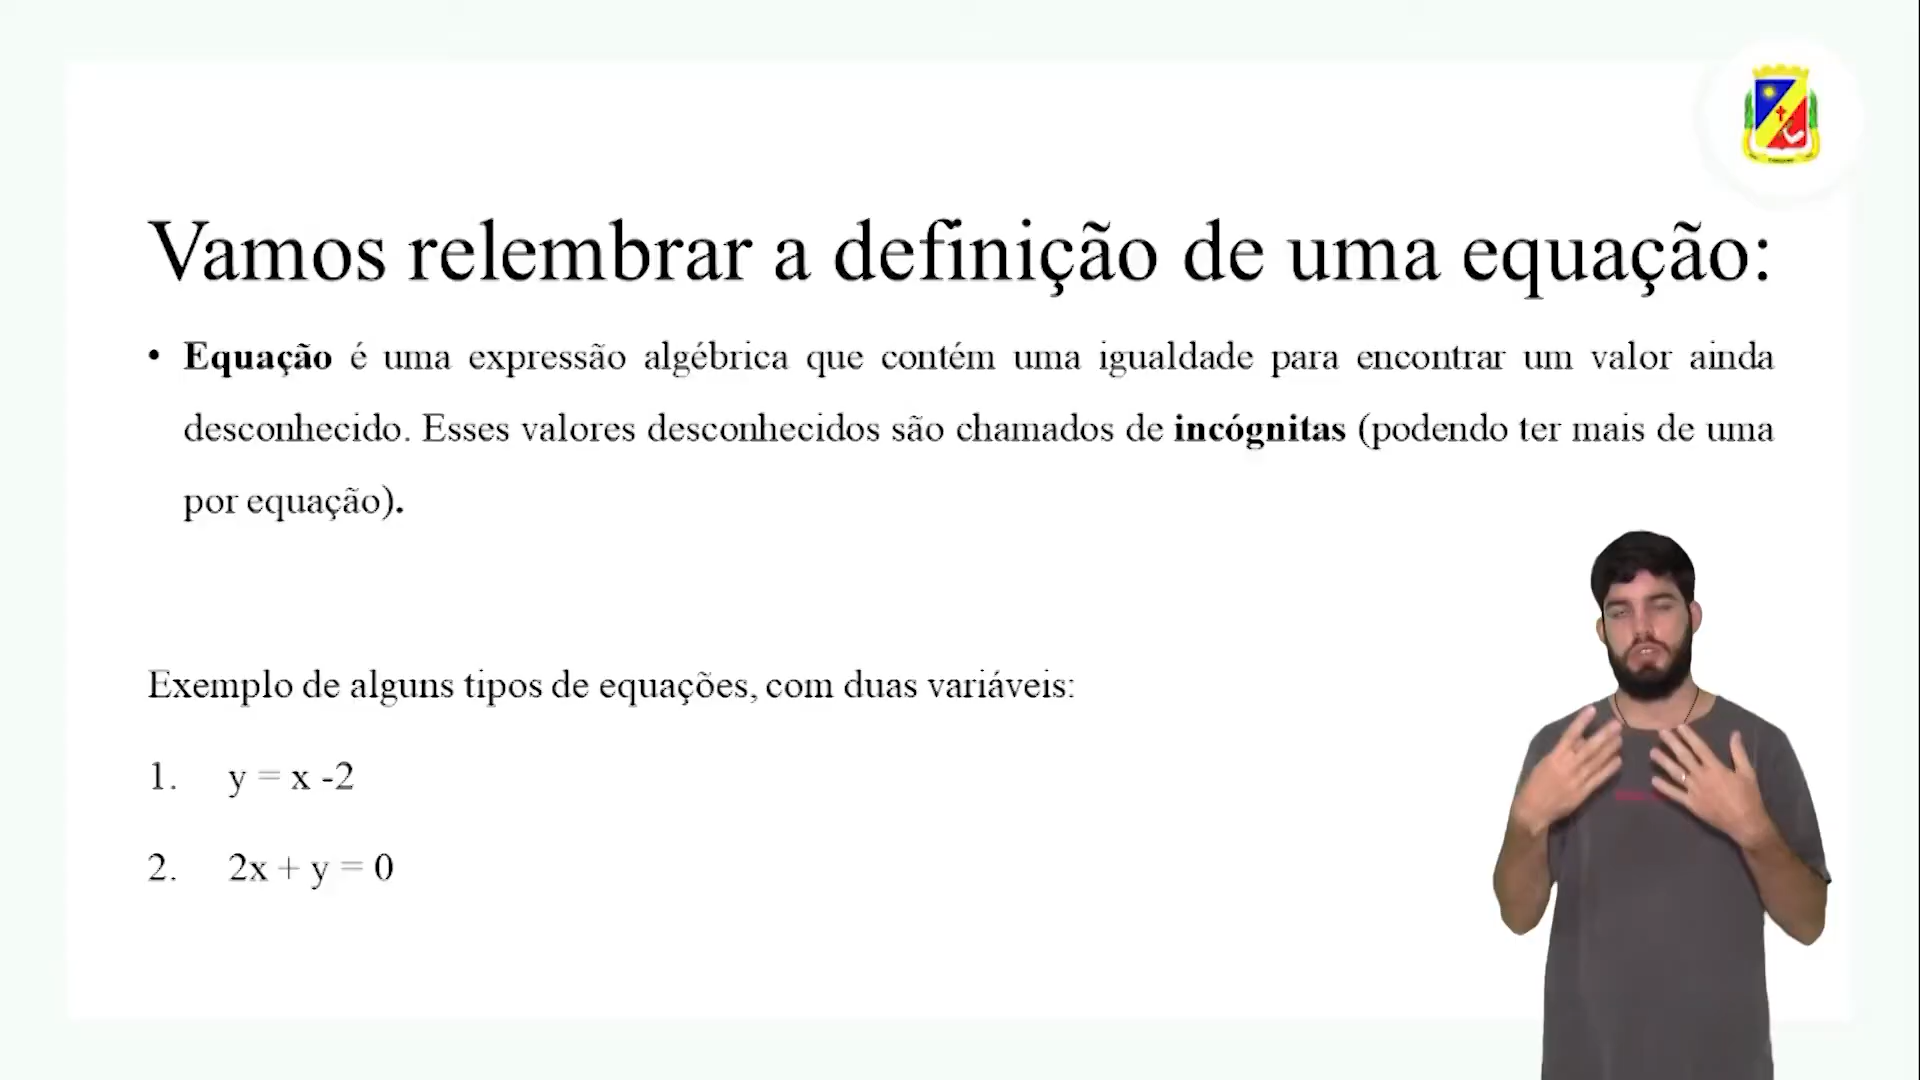 Vamos relembrar a definição de uma equação:
• Equação é uma expressão algébrica que contém uma igualdade para encontrar um valor ainda
desconhecido. Esses valores desconhecidos são chamados de incógnitas (podendo ter mais de uma
por equação).
Exemplo de alguns tipos de equações, com duas variáveis:
1. y = x -2
2. 2x + y = 0